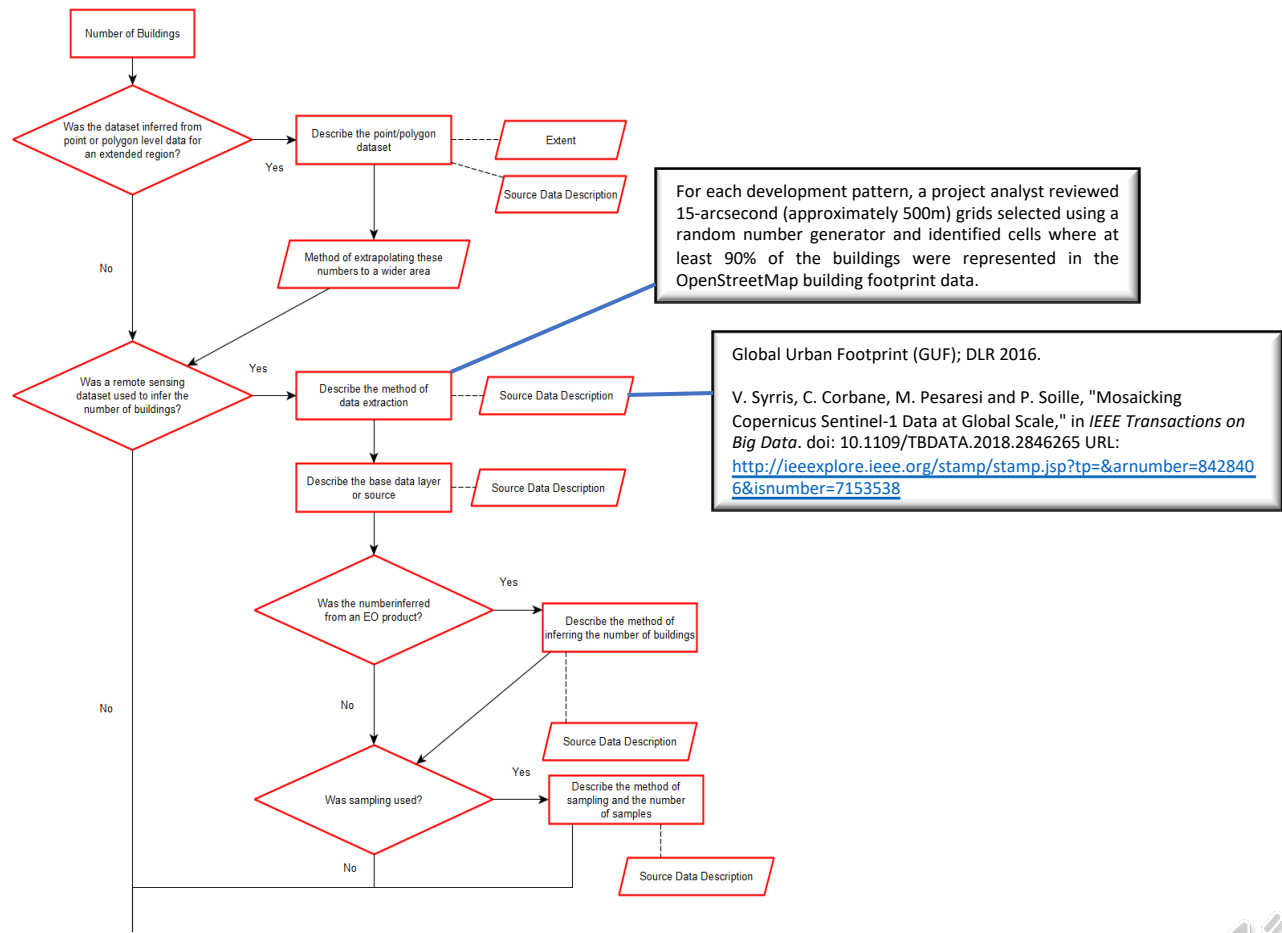 Number of Buildings
Was the dataset inferred from
point or polygon level data for
an extended region?
Yes
No
Describe the point/polygon
dataset
Extent
Source Data Description
Method of extrapolating these
numbers to a wider area
For each development pattern, a project analyst reviewed
15-arcsecond (approximately 500m) grids selected using a
random number generator and identified cells where at
least 90% of the buildings were represented in the
OpenStreetMap building footprint data.
Was a remote sensing
dataset used to infer the
number of buildings?
Yes
No
Describe the method of
data extraction
Source Data Description
Global Urban Footprint (GUF); DLR 2016.
V. Syrris, C. Corbane, M. Pesaresi and P. Soille, "Mosaicking
Copernicus Sentinel-1 Data at Global Scale," in IEEE Transactions on
Big Data. doi: 10.1109/TBDATA.2018.2846265 URL:
http://ieeexplore.ieee.org/stamp/stamp.jsp?tp=&arnumber=842840
6&isnumber=7153538
Describe the base data layer
or source
Source Data Description
Was the numberinferred
from an EO product?
Yes
No
Describe the method of
inferring the number of buildings
Source Data Description
Was sampling used?
Yes
No
Describe the method of
sampling and the number
of samples
Source Data Description